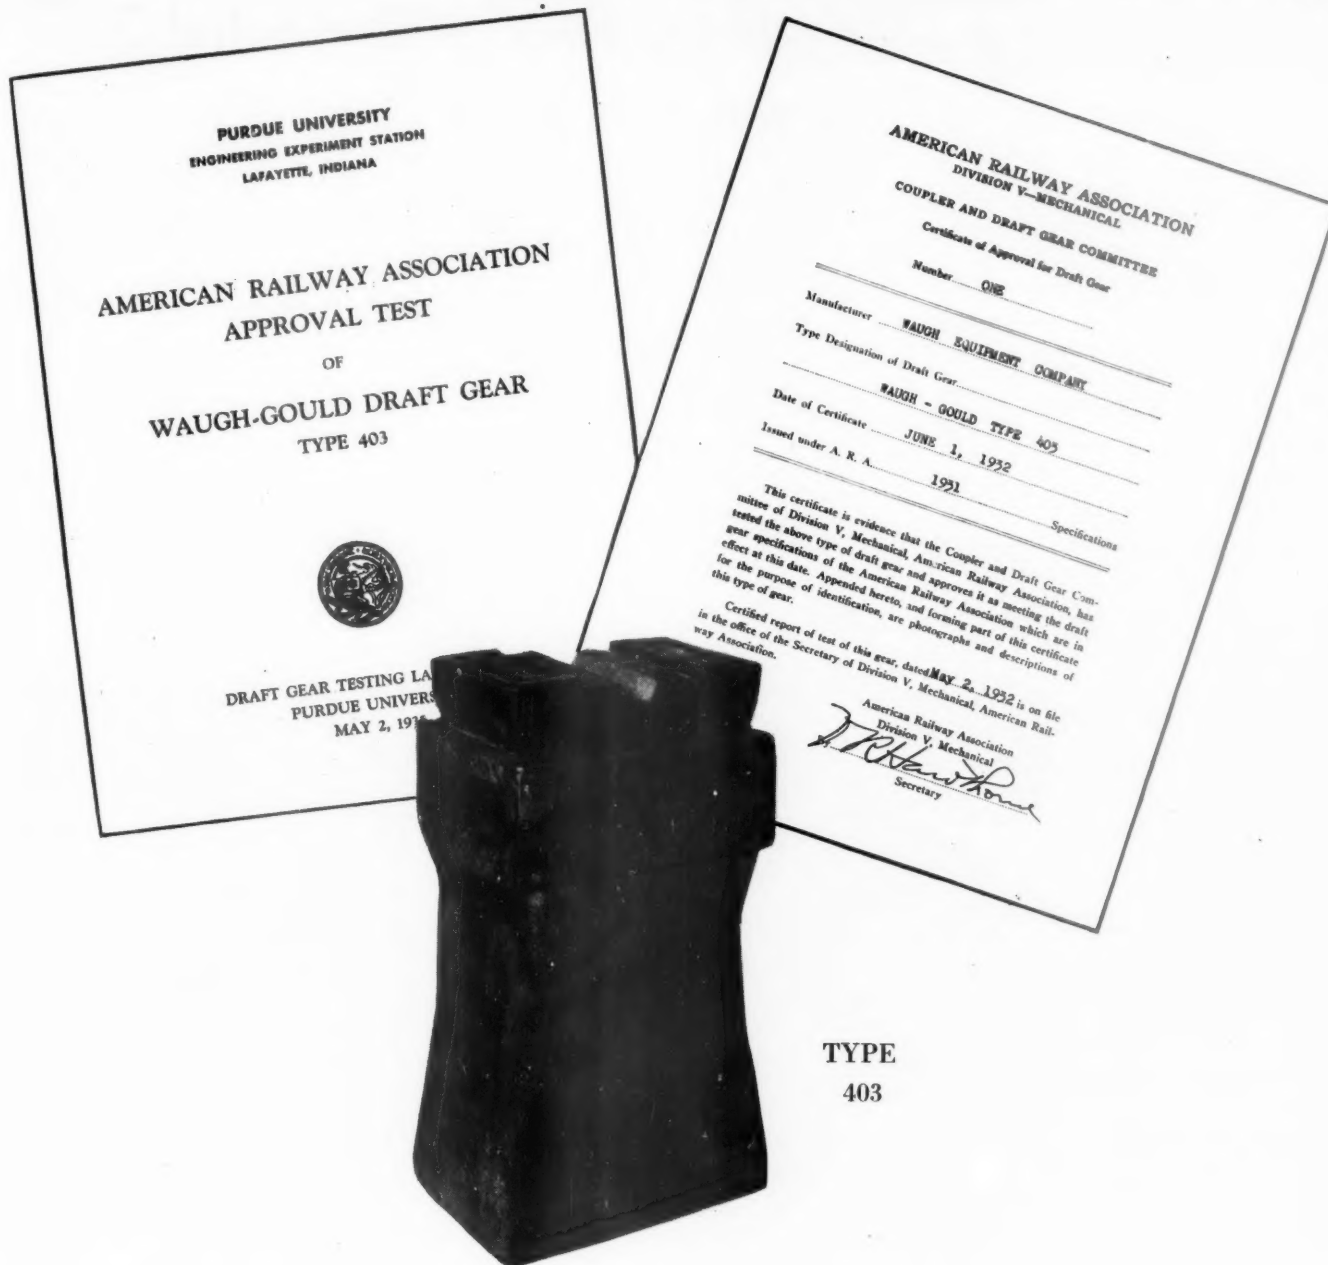 PURDUE UNIVERSITY
ENGINEERING EXPERIMENT STATION
LAFAYETTE, INDIANA
AMERICAN RAILWAY ASSOCIATION
APPROVAL TEST
OF
WAUGH-GOULD DRAFT GEAR
TYPE 403
DRAFT GEAR TESTING LA
PURDUE UNIVERS
MAY 2, 193
AMERICAN RAILWAY ASSOCIATION
DIVISION V—MECHANICAL
COUPLER AND DRAFT GEAR COMMITTEE
Certificate of Approval for Draft Gear
Number ONE
Manufacturer WAUGH EQUIPMENT COMPANY
Type Designation of Draft Gear
WAUGH - GOULD TYPE 403
Date of Certificate JUNE 1, 1932
Issued under A. R. A. 1931 Specifications
This certificate is evidence that the Coupler and Draft Gear Com-
mittee of Division V, Mechanical, American Railway Association, has
tested the above type of draft gear and approves it as meeting the draft
gear specifications of the American Railway Association which are in
effect at this date. Appended hereto, and forming part of this certificate
for the purpose of identification, are photographs and descriptions of
this type of gear.
Certified report of test of this gear, dated May 2, 1932 is on file
in the office of the Secretary of Division V, Mechanical, American Rail-
way Association.
American Railway Association
Division V, Mechanical
V R Hawthorne
Secretary
TYPE
403